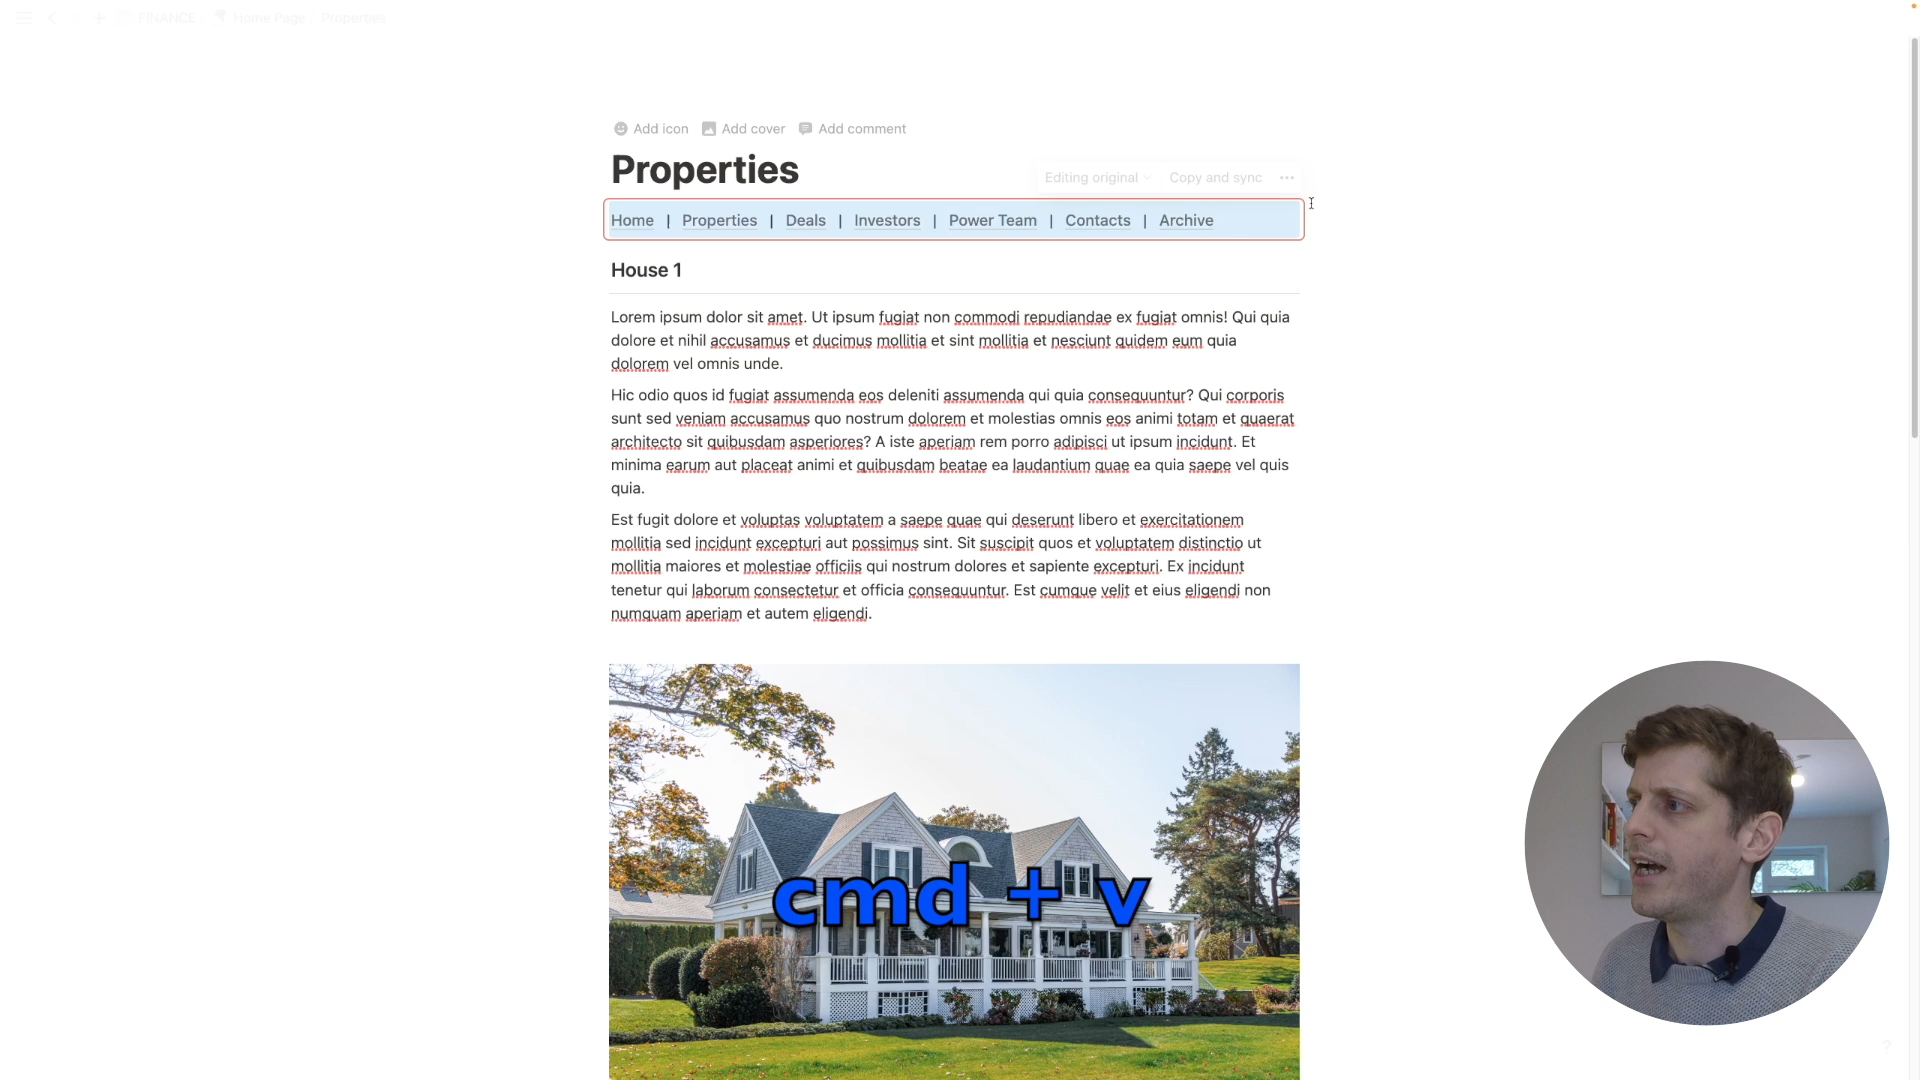 FINANCE / Home Page / Properties
Add icon Add cover Add comment
Properties
Editing original Copy and sync
Home | Properties | Deals | Investors | Power Team | Contacts | Archive
House 1
Lorem ipsum dolor sit amet. Ut ipsum fugiat non commodi repudiandae ex fugiat omnis! Qui quia
dolore et nihil accusamus et ducimus mollitia et sint mollitia et nesciunt quidem eum quia
dolorem vel omnis unde.
Hic odio quos id fugiat assumenda eos deleniti assumenda qui quia consequuntur? Qui corporis
sunt sed veniam accusamus quo nostrum dolorem et molestias omnis eos animi totam et quaerat
architecto sit quibusdam asperiores? A iste aperiam rem porro adipisci ut ipsum incidunt. Et
minima earum aut placeat animi et quibusdam beatae ea laudantium quae ea quia saepe vel quis
quia.
Est fugit dolore et voluptas voluptatem a saepe quae qui deserunt libero et exercitationem
mollitia sed incidunt excepturi aut possimus sint. Sit suscipit quos et voluptatem distinctio ut
mollitia maiores et molestiae officiis qui nostrum dolores et sapiente excepturi. Ex incidunt
tenetur qui laborum consectetur et officia consequuntur. Est cumque velit et eius eligendi non
numquam aperiam et autem eligendi.
cmd + v
?